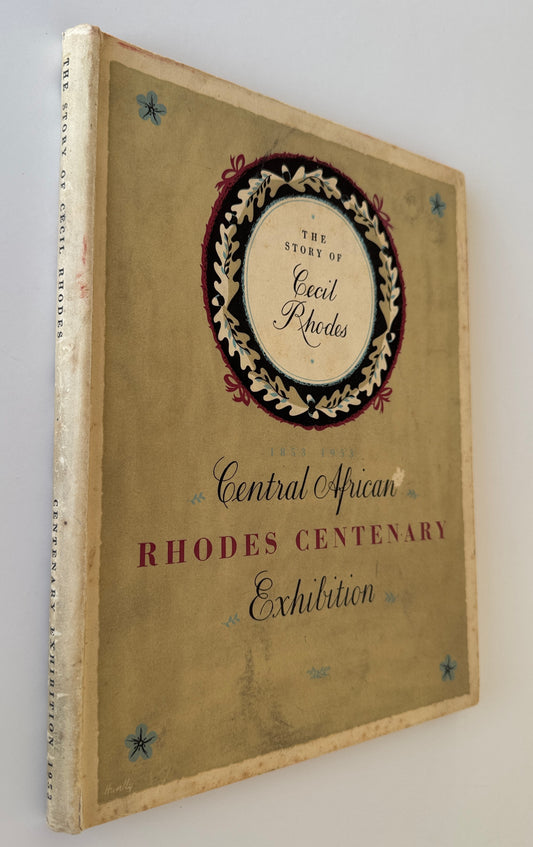 THE STORY OF CECIL RHODES CENTENARY EXHIBITION 1953
THE
STORY OF
Cecil
Rhodes
1853 1953
Central African
RHODES CENTENARY
Exhibition